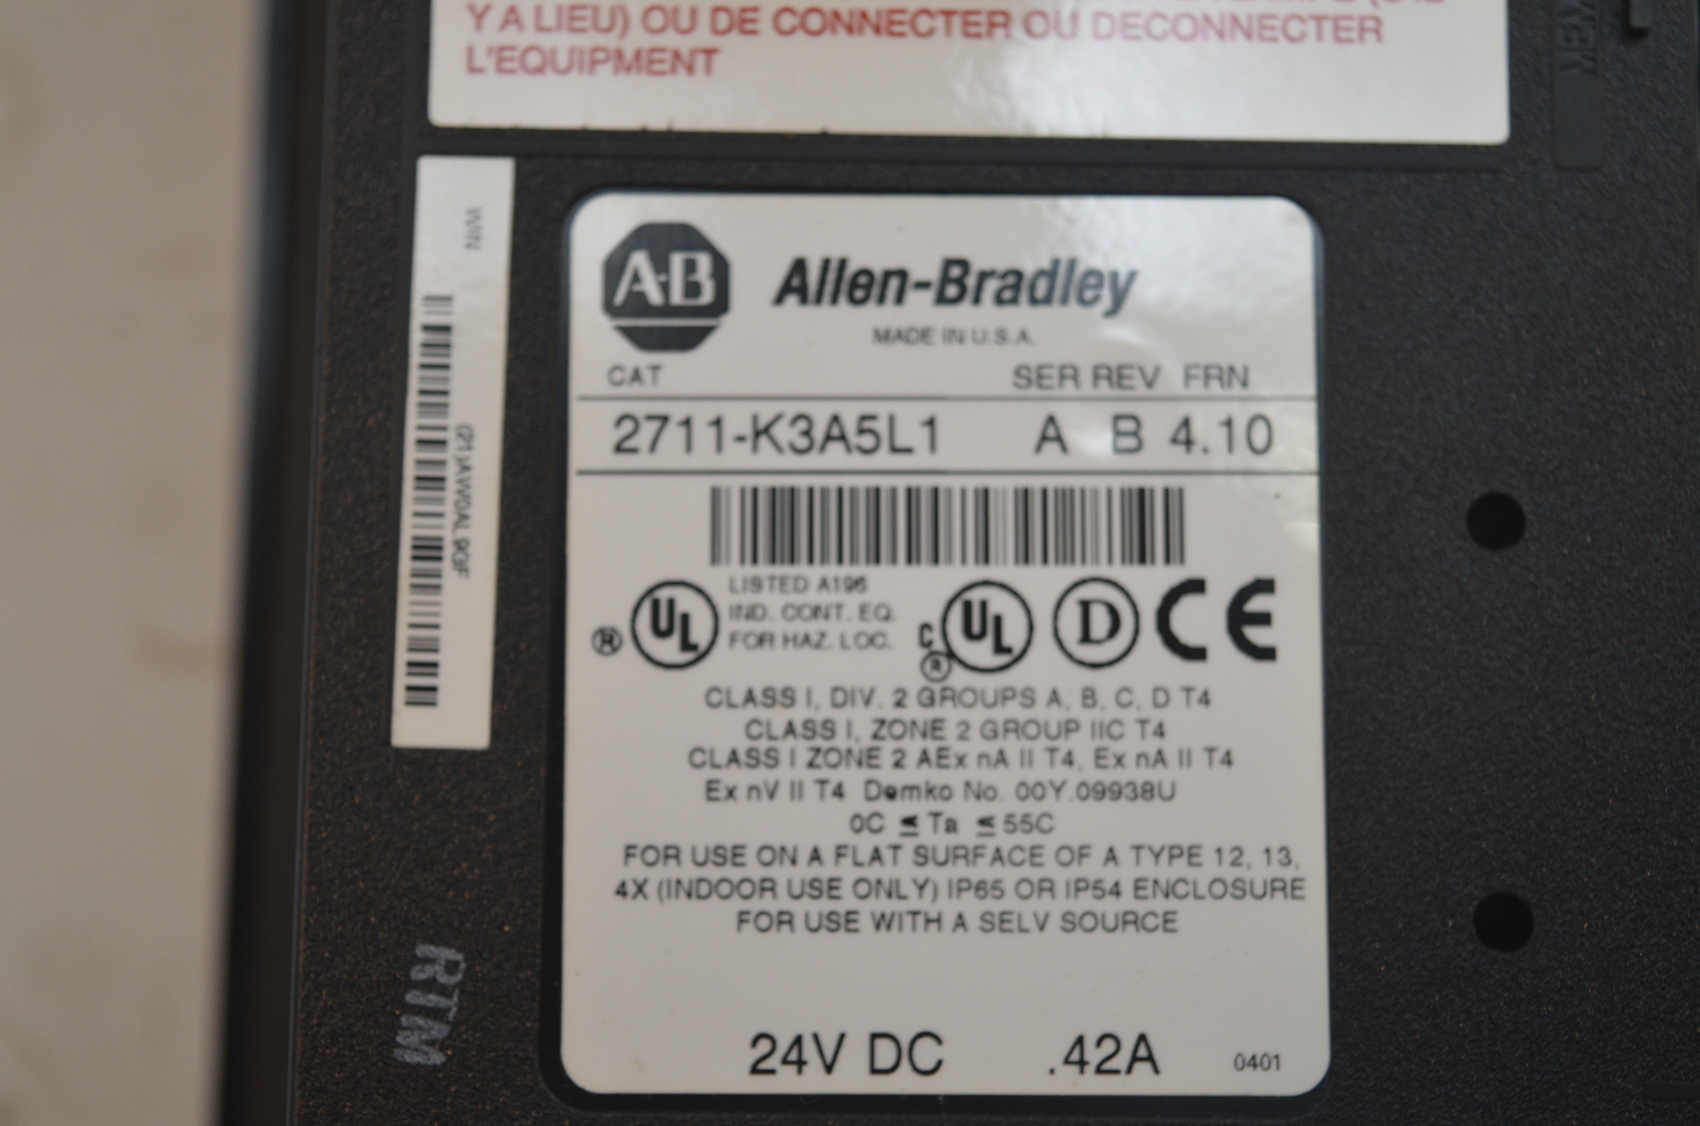 Y A LIEU) OU DE CONNECTER OU DECONNECTER
L'EQUIPMENT
WIN
A-B
Allen-Bradley
MADE IN U.S.A.
CAT SER REV FRN
2711-K3A5L1 A B 4.10
® UL LISTED A196
IND. CONT. EQ.
FOR HAZ. LOC.
C UL ® D CE
CLASS I, DIV. 2 GROUPS A, B, C, D T4
CLASS I, ZONE 2 GROUP IIC T4
CLASS I ZONE 2 AEx nA II T4, Ex nA II T4
Ex nV II T4 Demko No. 00Y.09938U
0C ≤ Ta ≤ 55C
FOR USE ON A FLAT SURFACE OF A TYPE 12, 13,
4X (INDOOR USE ONLY) IP65 OR IP54 ENCLOSURE
FOR USE WITH A SELV SOURCE
24V DC .42A 0401
RTM